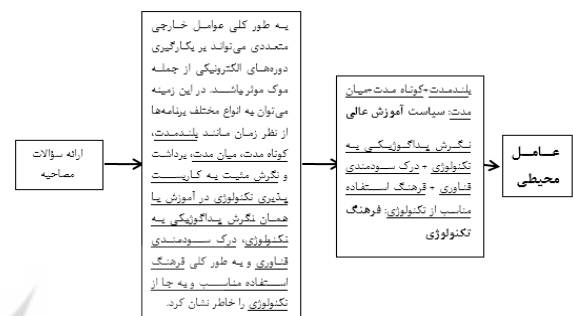 ارائه سؤالات
مصاحبه
به طور کلی عوامل خارجی
متعددی می‌تواند بر بکارگیری
دوره‌های الکترونیکی از جمله
موک موثر باشد. در این زمینه
می‌توان به انواع مختلف برنامه‌ها
از نظر زمان مانند بلندمدت،
کوتاه مدت، میان مدت، برداشت
و نگرش مثبت به کاربست
پذیری تکنولوژی در آموزش یا
همان نگرش پداگوژیکی به
تکنولوژی، درک سودمندی
فناوری و به طور کلی فرهنگ
استفاده مناسب و به جا از
تکنولوژی را خاطر نشان کرد.
بلندمدت+کوتاه مدت+میان
مدت: سیاست آموزش عالی
نگرش پداگوژیکی به
تکنولوژی + درک سودمندی
فناوری + فرهنگ استفاده
مناسب از تکنولوژی: فرهنگ
تکنولوژی
عامل
محیطی